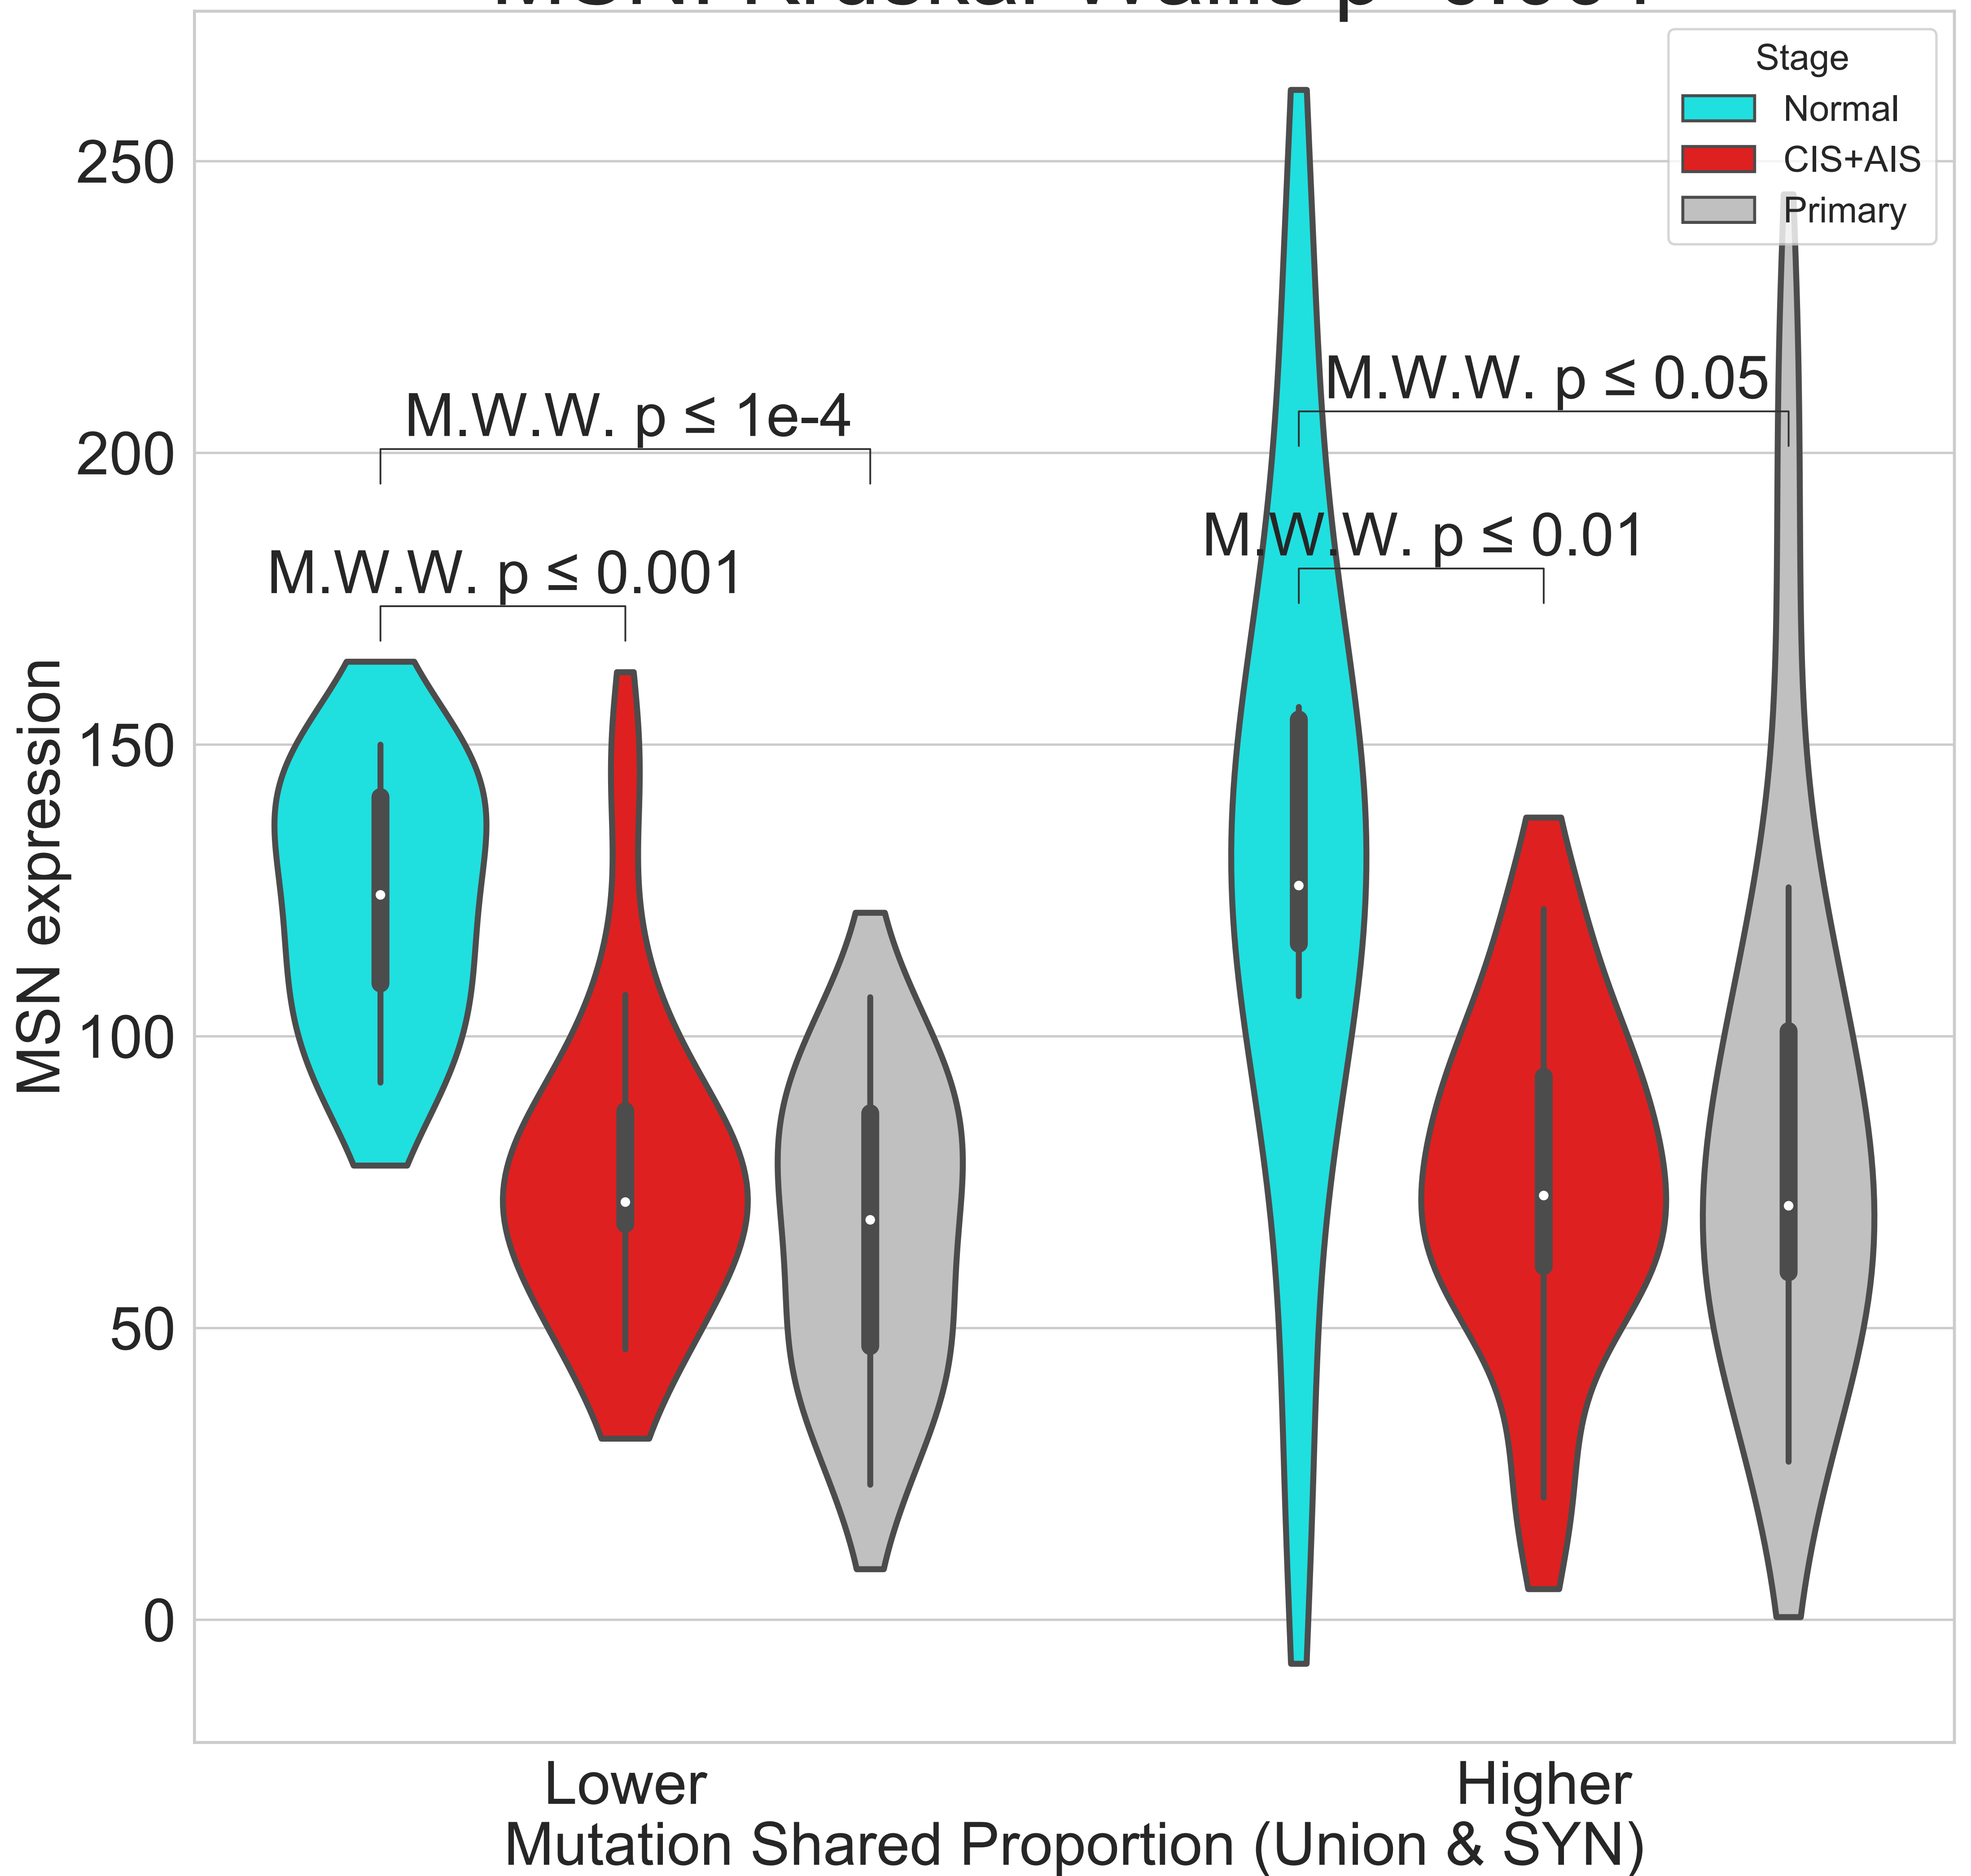 Stage
Normal
CIS+AIS
Primary
250
200
150
100
50
0
MSN expression
M.W.W. p ≤ 1e-4
M.W.W. p ≤ 0.001
M.W.W. p ≤ 0.05
M.W.W. p ≤ 0.01
Lower
Higher
Mutation Shared Proportion (Union & SYN)